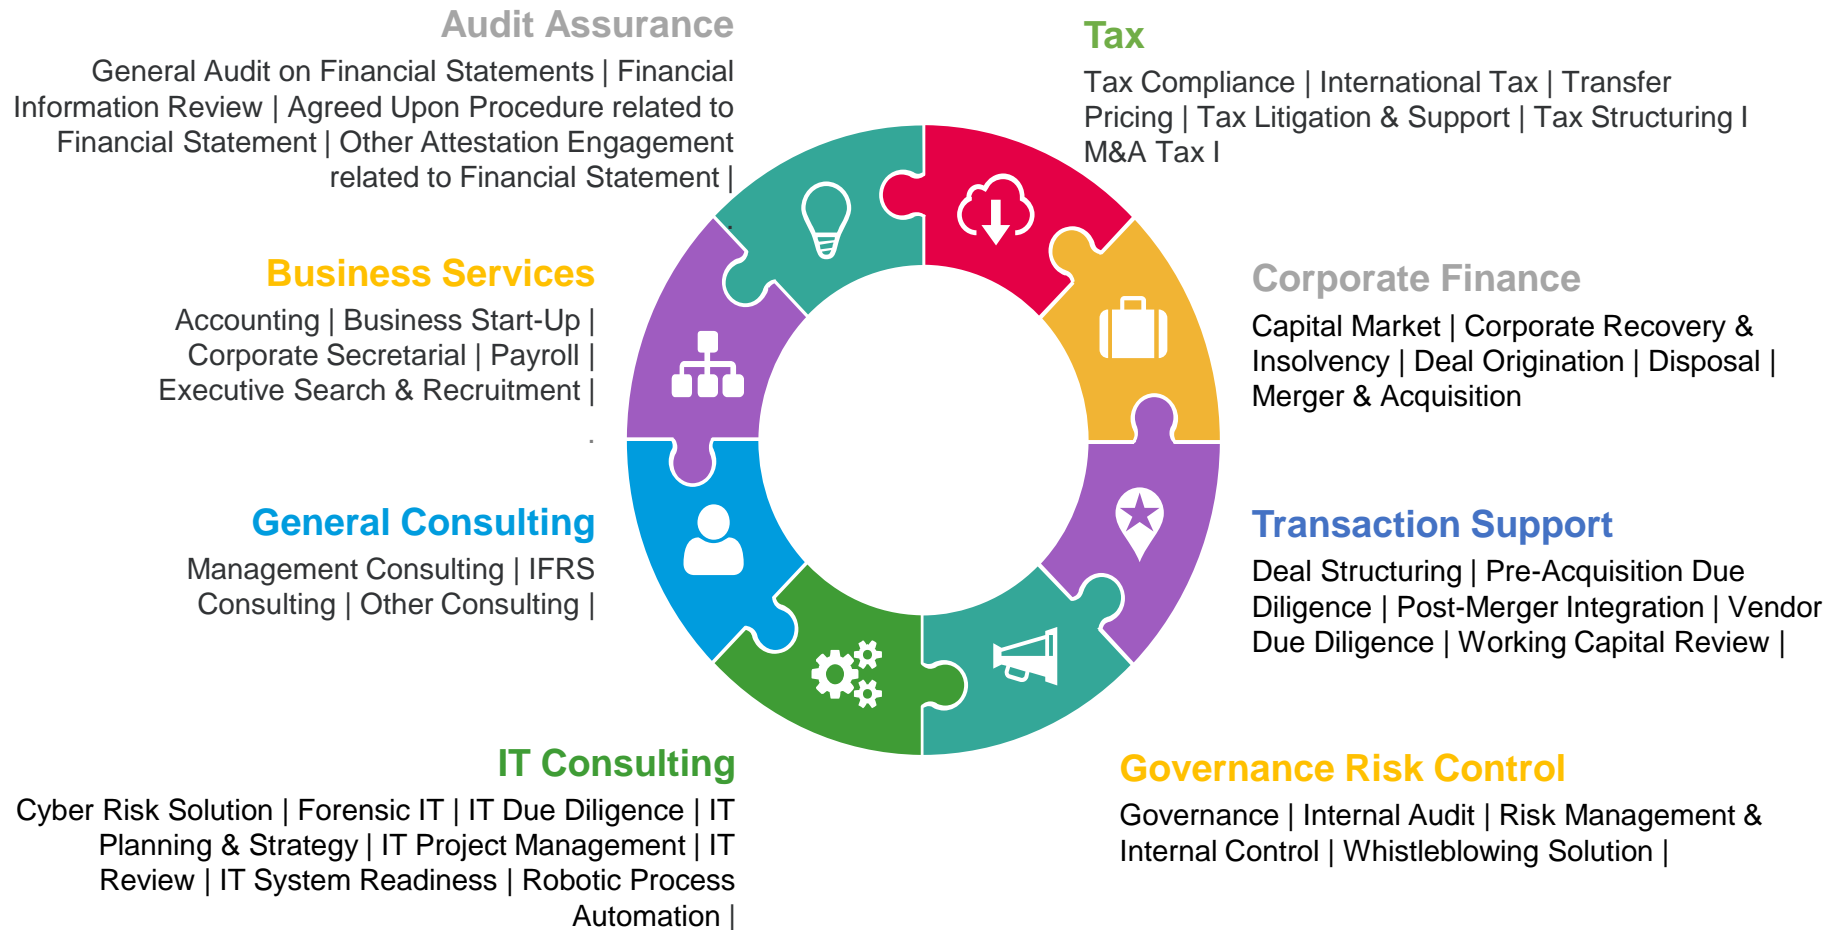 Audit Assurance
General Audit on Financial Statements | Financial
Information Review | Agreed Upon Procedure related to
Financial Statement | Other Attestation Engagement
related to Financial Statement |
.
Business Services
Accounting | Business Start-Up |
Corporate Secretarial | Payroll |
Executive Search & Recruitment |
.
General Consulting
Management Consulting | IFRS
Consulting | Other Consulting |
IT Consulting
Cyber Risk Solution | Forensic IT | IT Due Diligence | IT
Planning & Strategy | IT Project Management | IT
Review | IT System Readiness | Robotic Process
Automation |
Tax
Tax Compliance | International Tax | Transfer
Pricing | Tax Litigation & Support | Tax Structuring I
M&A Tax I
Corporate Finance
Capital Market | Corporate Recovery &
Insolvency | Deal Origination | Disposal |
Merger & Acquisition
Transaction Support
Deal Structuring | Pre-Acquisition Due
Diligence | Post-Merger Integration | Vendor
Due Diligence | Working Capital Review |
Governance Risk Control
Governance | Internal Audit | Risk Management &
Internal Control | Whistleblowing Solution |